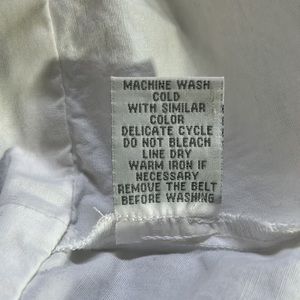 MACHINE WASH
COLD
WITH SIMILAR
COLOR
DELICATE CYCLE
DO NOT BLEACH
LINE DRY
WARM IRON IF
NECESSARY
REMOVE THE BELT
BEFORE WASHING